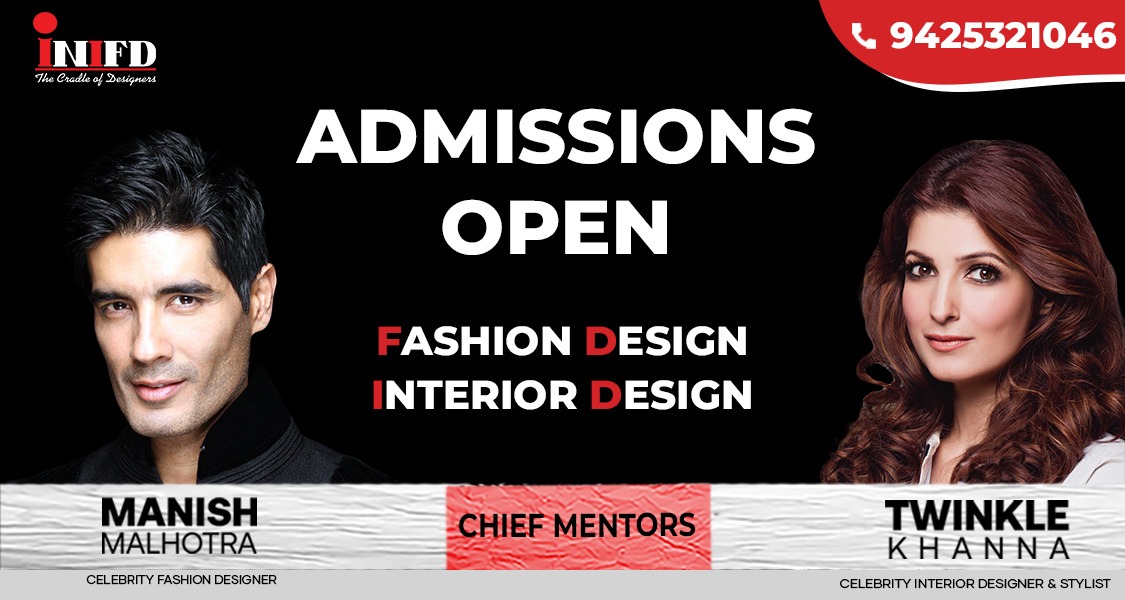 iNIFD
The Cradle of Designers
9425321046
ADMISSIONS
OPEN
FASHION DESIGN
INTERIOR DESIGN
MANISH
MALHOTRA
CELEBRITY FASHION DESIGNER
CHIEF MENTORS
TWINKLE
KHANNA
CELEBRITY INTERIOR DESIGNER & STYLIST